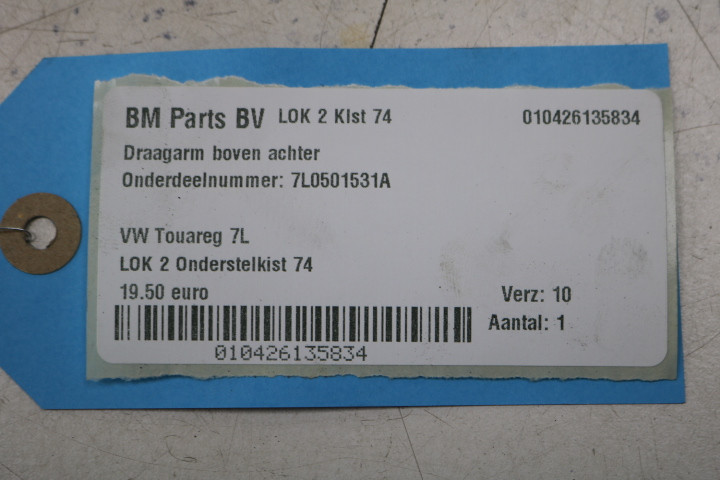 BM Parts BV LOK 2 Kist 74 010426135834
Draagarm boven achter
Onderdeelnummer: 7L0501531A
VW Touareg 7L
LOK 2 Onderstelkist 74
19.50 euro Verz: 10
Aantal: 1
010426135834